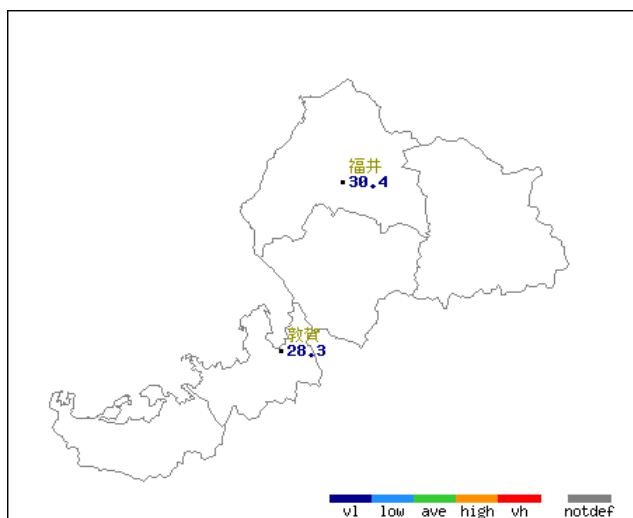 福井
30.4
敦賀
28.3
vl low ave high vh notdef